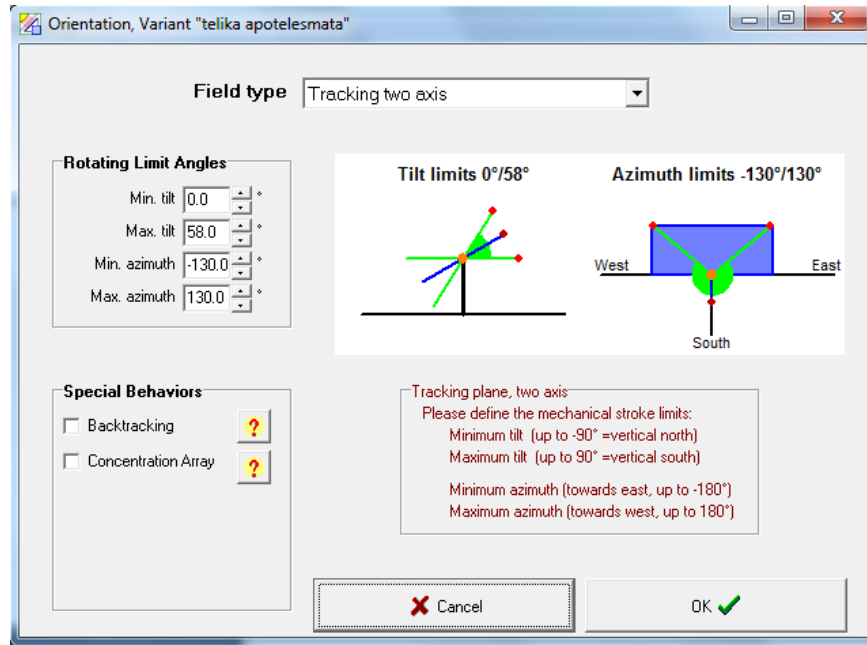 Orientation, Variant "telika apotelesmata"
Field type
Tracking two axis
Rotating Limit Angles
Min. tilt 0.0 °
Max. tilt 58.0 °
Min. azimuth -130.0 °
Max. azimuth 130.0 °
Tilt limits 0°/58°
Azimuth limits -130°/130°
West
East
South
Special Behaviors
Backtracking ?
Concentration Array ?
Tracking plane, two axis
Please define the mechanical stroke limits:
Minimum tilt (up to -90° =vertical north)
Maximum tilt (up to 90° =vertical south)
Minimum azimuth (towards east, up to -180°)
Maximum azimuth (towards west, up to 180°)
Cancel
OK